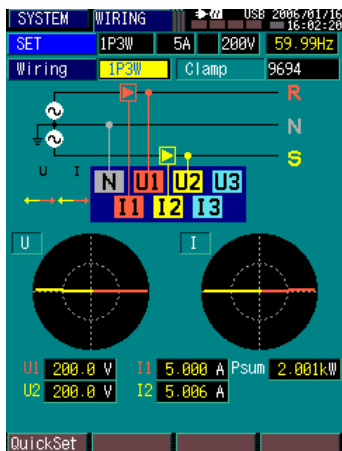 SYSTEM WIRING USB 2006/01/16
16:02:20
SET 1P3W 5A 200V 59.99Hz
Wiring 1P3W Clamp 9694
R
N
S
U I
N U1 U2 U3
I1 I2 I3
U I
U1 200.0 V I1 5.000 A Psum 2.001kW
U2 200.0 V I2 5.006 A
QuickSet